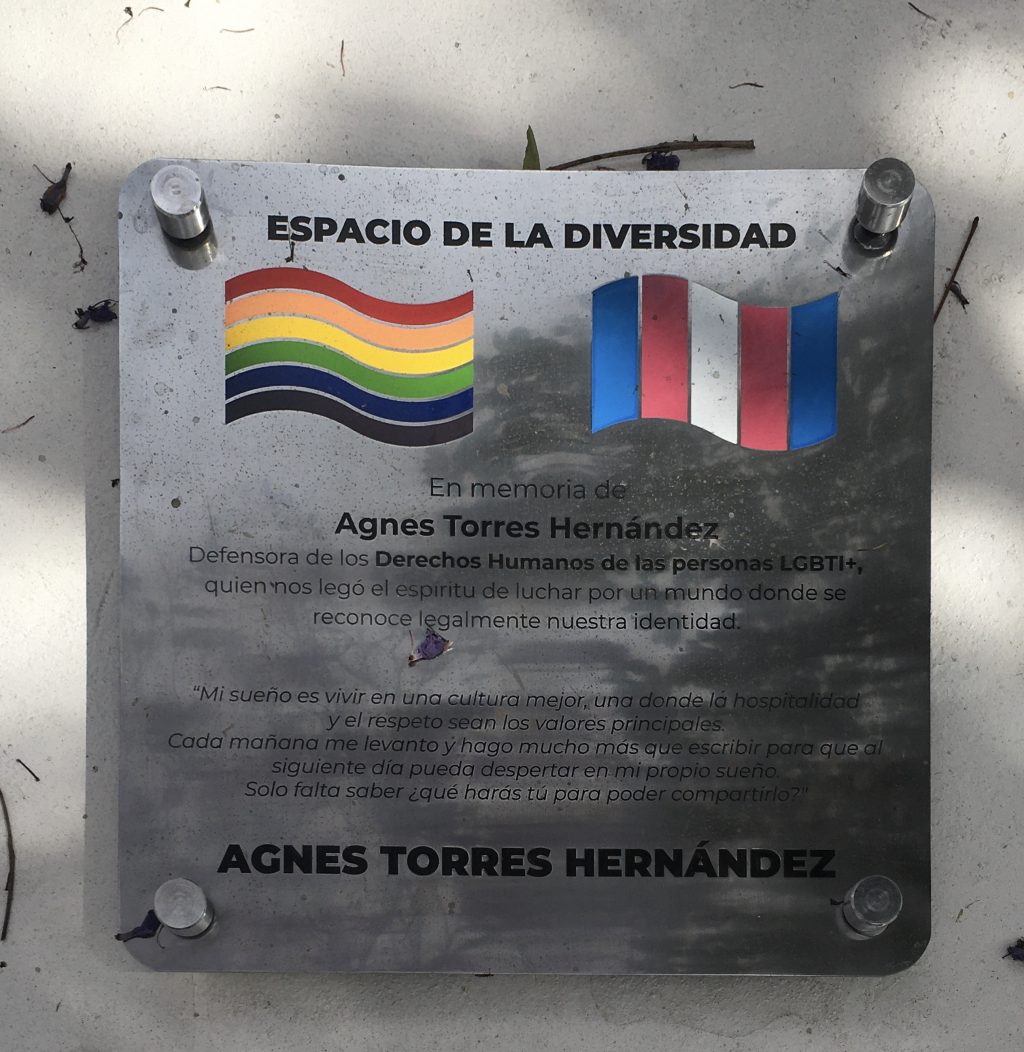 ESPACIO DE LA DIVERSIDAD
En memoria de
Agnes Torres Hernández
Defensora de los Derechos Humanos de las personas LGBTI+,
quien nos legó el espíritu de luchar por un mundo donde se
reconoce legalmente nuestra identidad.
"Mi sueño es vivir en una cultura mejor, una donde la hospitalidad
y el respeto sean los valores principales.
Cada mañana me levanto y hago mucho más que escribir para que al
siguiente día pueda despertar en mi propio sueño.
Solo falta saber ¿qué harás tú para poder compartirlo?"
AGNES TORRES HERNÁNDEZ